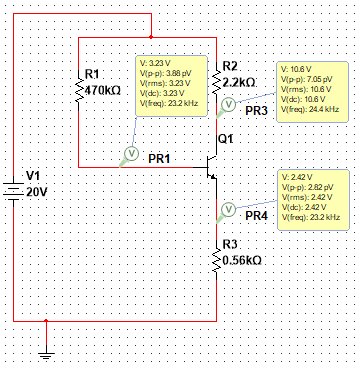 V: 3.23 V
V(p-p): 3.88 pV
V(rms): 3.23 V
V(dc): 3.23 V
V(freq): 23.2 kHz
R1
470kΩ
R2
2.2kΩ
V: 10.6 V
V(p-p): 7.05 pV
V(rms): 10.6 V
V(dc): 10.6 V
V(freq): 24.4 kHz
V
PR3
Q1
V
PR1
V1
20V
V: 2.42 V
V(p-p): 2.82 pV
V(rms): 2.42 V
V(dc): 2.42 V
V(freq): 23.2 kHz
V
PR4
R3
0.56kΩ